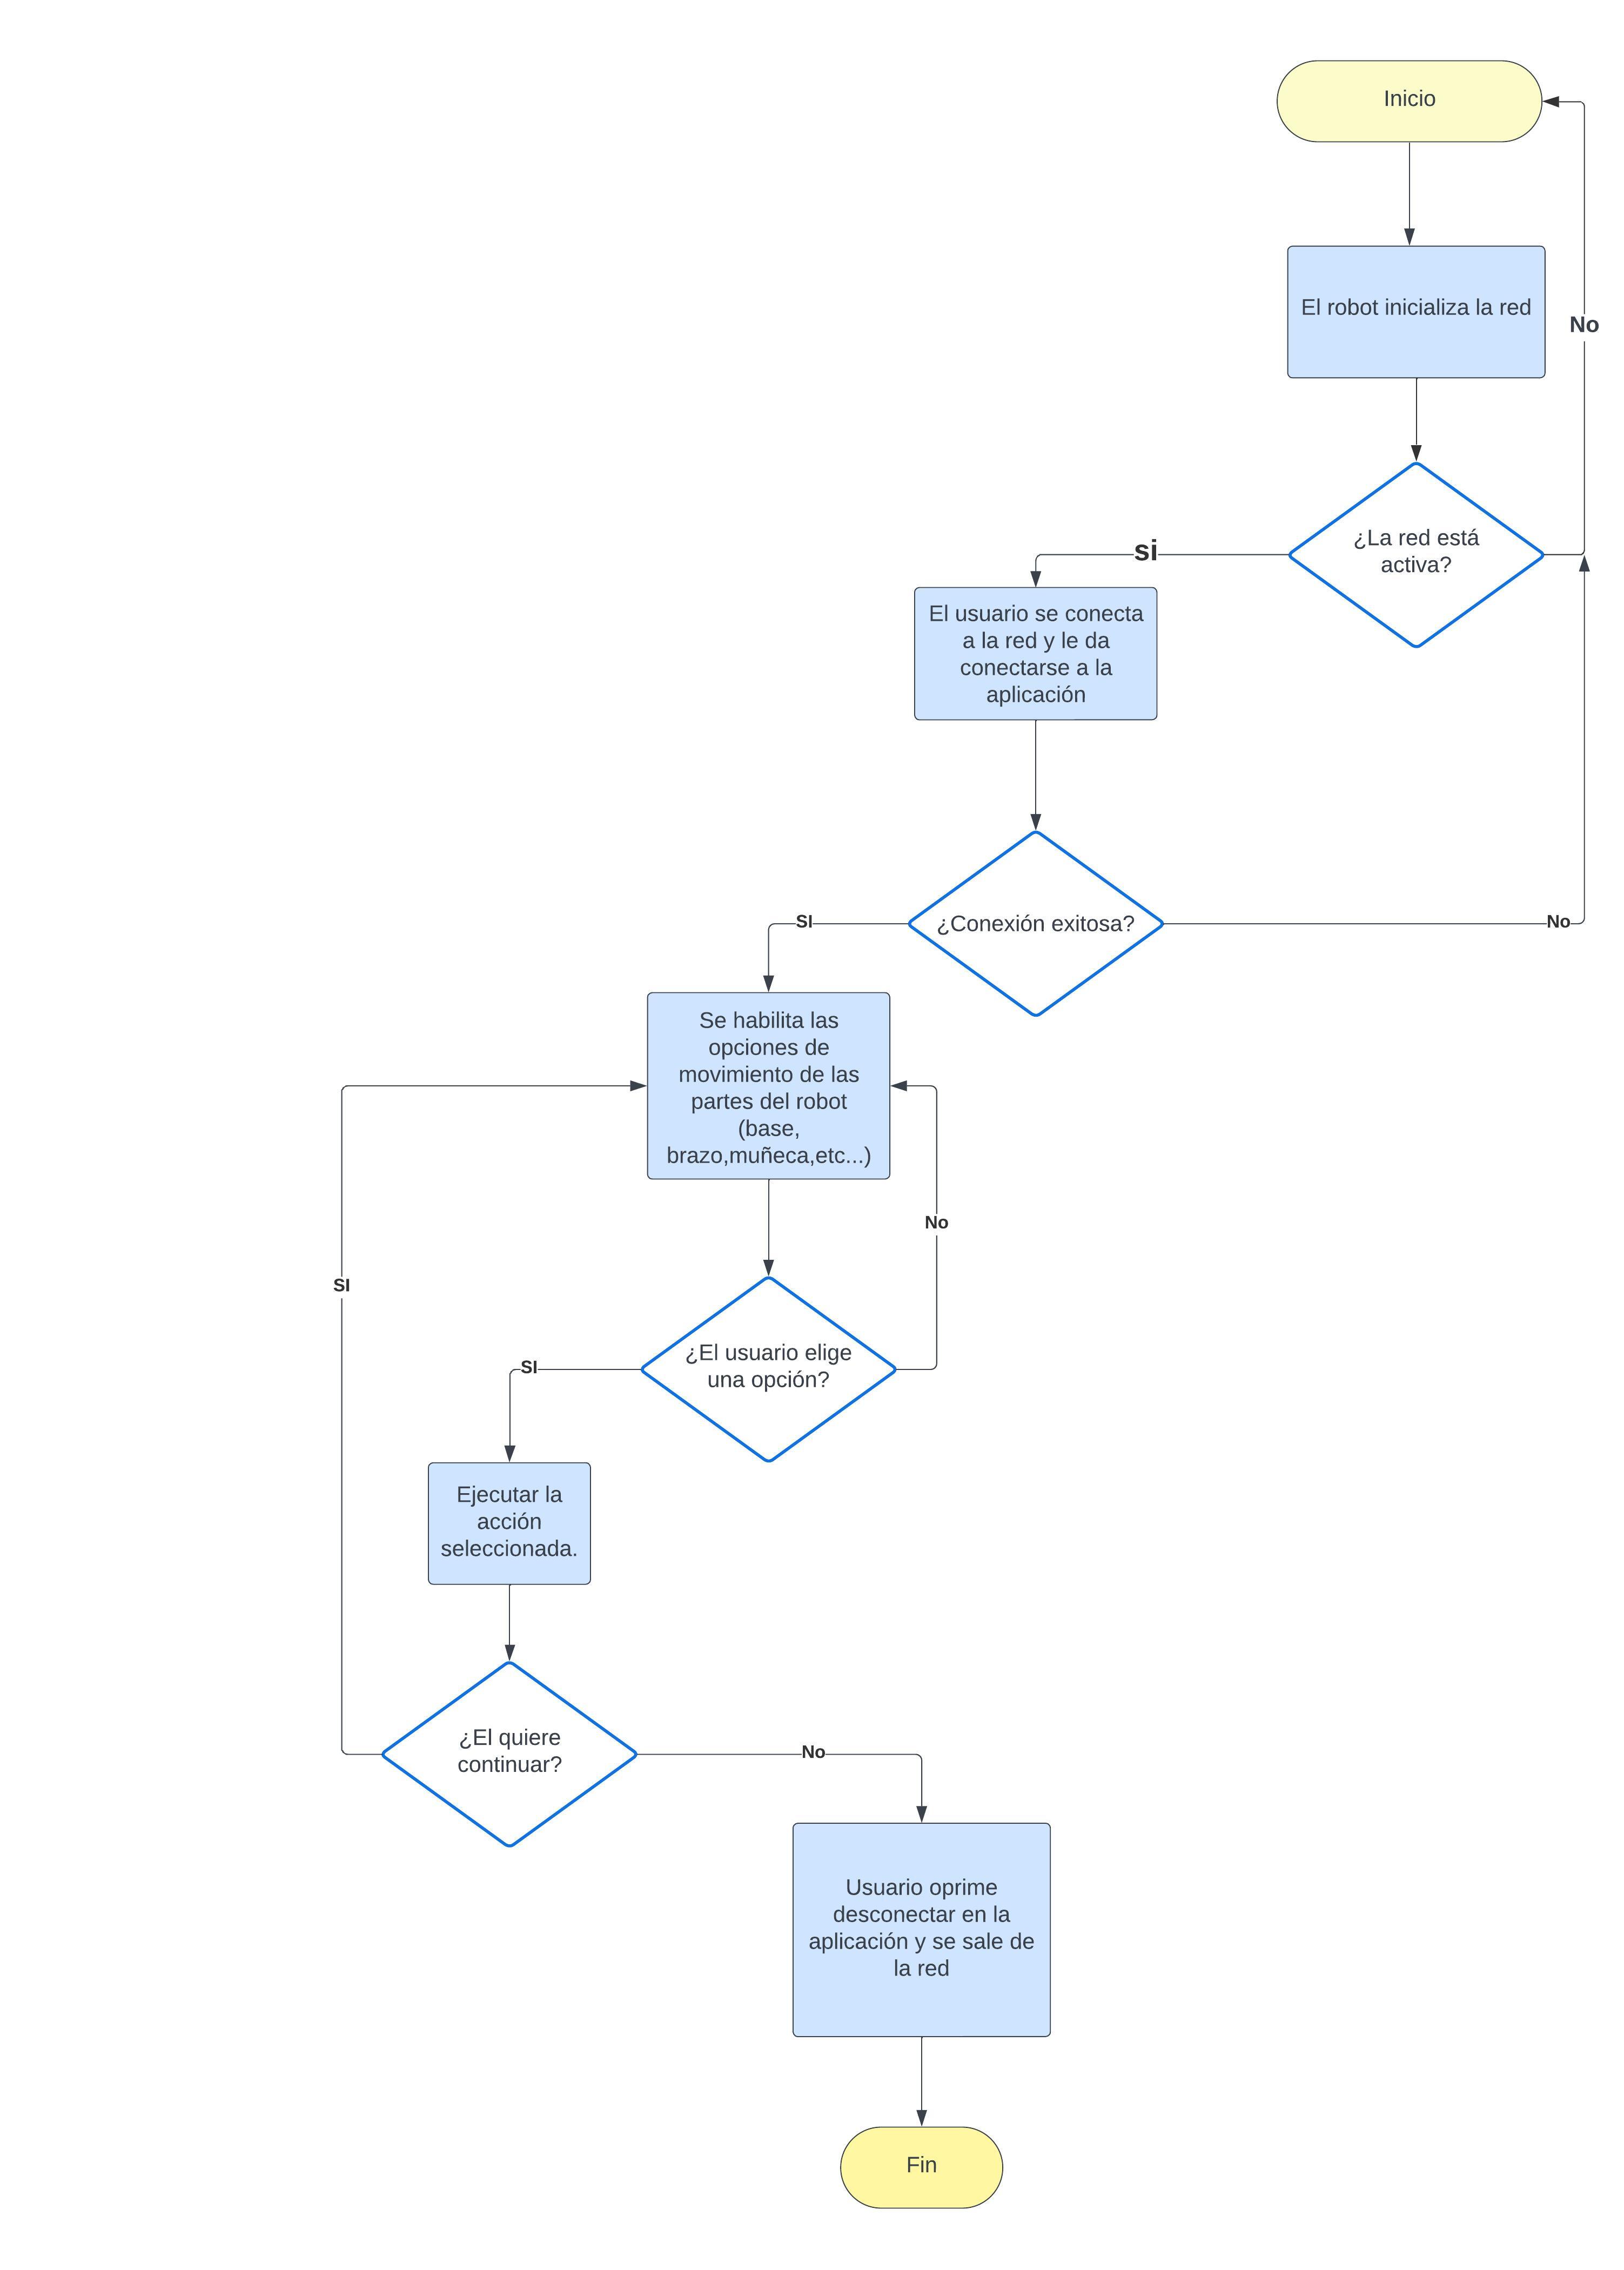 Inicio
El robot inicializa la red
No
¿La red está
activa?
si
El usuario se conecta
a la red y le da
conectarse a la
aplicación
¿Conexión exitosa?
SI
No
Se habilita las
opciones de
movimiento de las
partes del robot
(base,
brazo,muñeca,etc...)
No
SI
¿El usuario elige
una opción?
SI
Ejecutar la
acción
seleccionada.
¿El quiere
continuar?
No
Usuario oprime
desconectar en la
aplicación y se sale de
la red
Fin